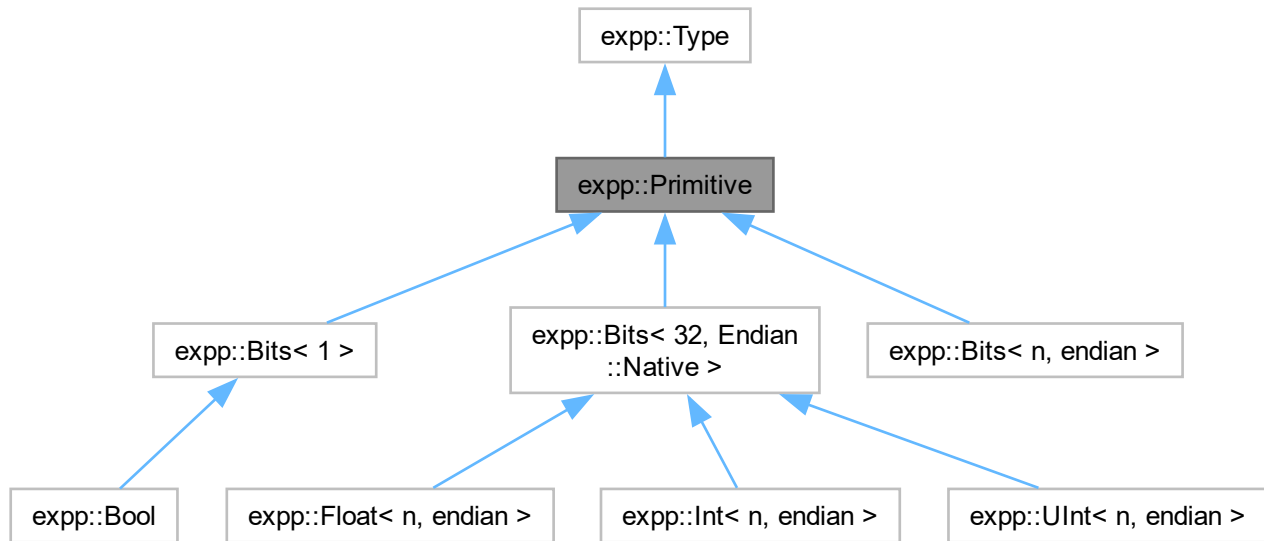 expp::Type
expp::Primitive
expp::Bits< 1 >
expp::Bits< 32, Endian
::Native >
expp::Bits< n, endian >
expp::Bool
expp::Float< n, endian >
expp::Int< n, endian >
expp::UInt< n, endian >